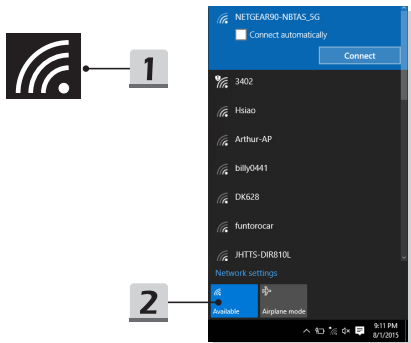 1
NETGEAR90-NBTAS_5G
Connect automatically
Connect
3402
Hsiao
Arthur-AP
billy0441
DK628
funtorocar
JHTTS-DIR810L
Network settings
2
Available
Airplane mode
9:11 PM
8/1/2015